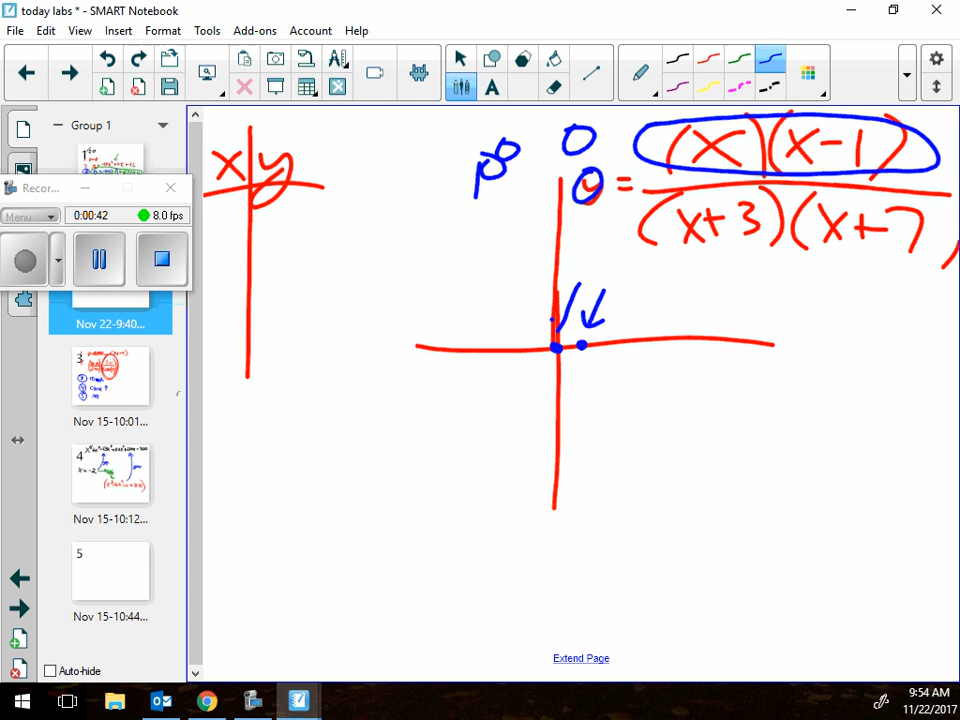 today labs * - SMART Notebook
File Edit View Insert Format Tools Add-ons Account Help
Group 1
Recor...
Menu
0:00:42 8.0 fps
Nov 22-9:40...
3
Nov 15-10:01...
4
Nov 15-10:12...
5
Nov 15-10:44...
Auto-hide
x y
0
(x)(x-1)
y =
(x+3)(x+7)
Extend Page
9:54 AM
11/22/2017